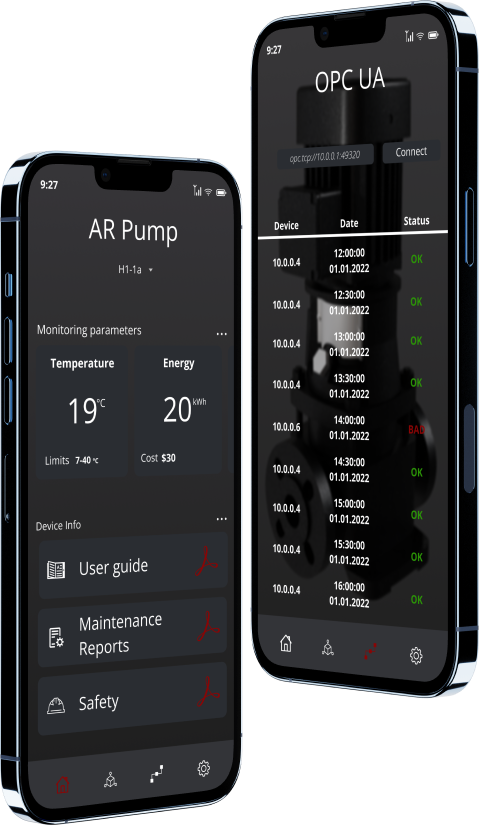 9:27
AR Pump
H1-1a
Monitoring parameters
Temperature
Energy
19°C
20 kWh
Limits 7-40 °C
Cost $30
Device Info
User guide
Maintenance
Reports
Safety
9:27
OPC UA
opc.tcp://10.0.0.1:49320
Connect
Device Date Status
10.0.0.4 12:00:00 OK
01.01.2022
10.0.0.4 12:30:00 OK
01.01.2022
10.0.0.4 13:00:00 OK
01.01.2022
10.0.0.4 13:30:00 OK
01.01.2022
10.0.0.6 14:00:00 BAD
01.01.2022
10.0.0.4 14:30:00 OK
01.01.2022
10.0.0.4 15:00:00 OK
01.01.2022
10.0.0.4 15:30:00 OK
01.01.2022
10.0.0.4 16:00:00 OK
01.01.2022